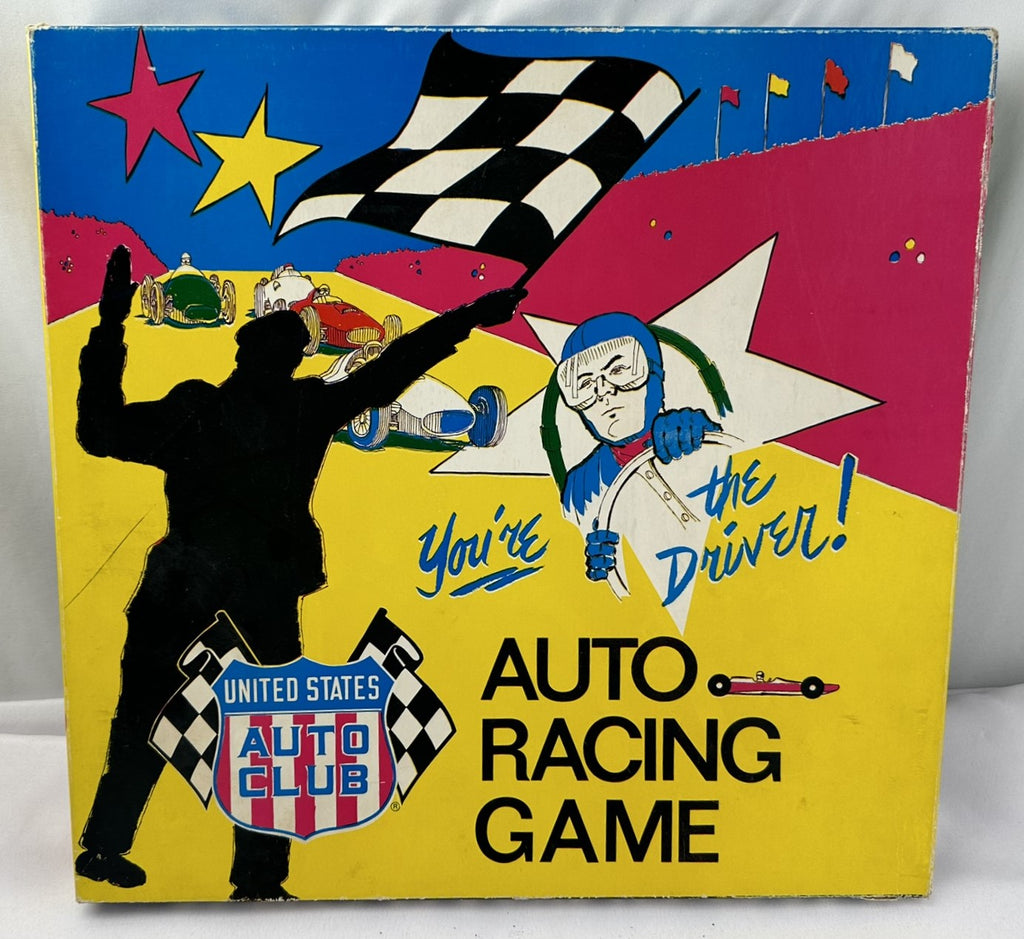 You're
the
Driver!
UNITED STATES
AUTO
CLUB
®
AUTO
RACING
GAME